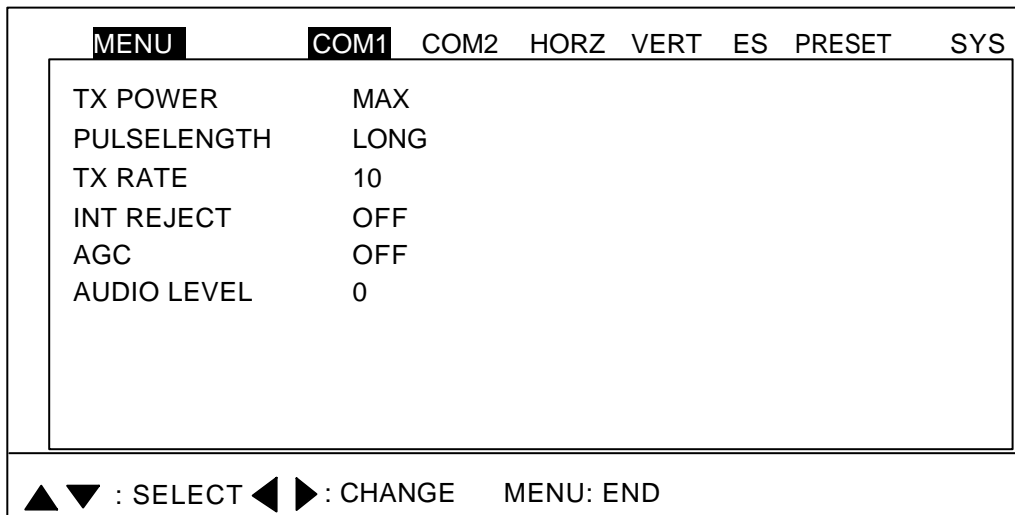 MENU COM1 COM2 HORZ VERT ES PRESET SYS
TX POWER MAX
PULSELENGTH LONG
TX RATE 10
INT REJECT OFF
AGC OFF
AUDIO LEVEL 0
▲ ▼ : SELECT ◀ ▶ : CHANGE MENU: END